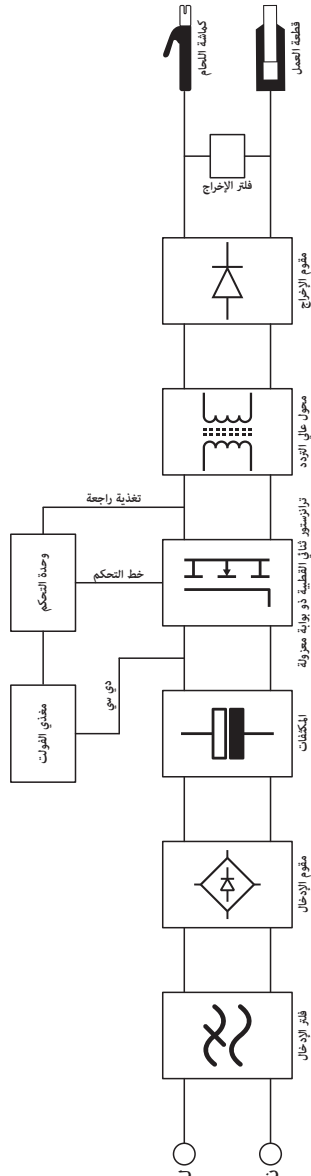 كماشة اللحام
قطعة العمل
فلتر الإخراج
مقوم الإخراج
محول عالي التردد
تغذية راجعة
ترانزستور ثنائي القطبية ذو بوابة معزولة
وحدة التحكم
خط التحكم
دي سي
مغذي الفولت
المكثفات
مقوم الإدخال
فلتر الإدخال
ل
ن